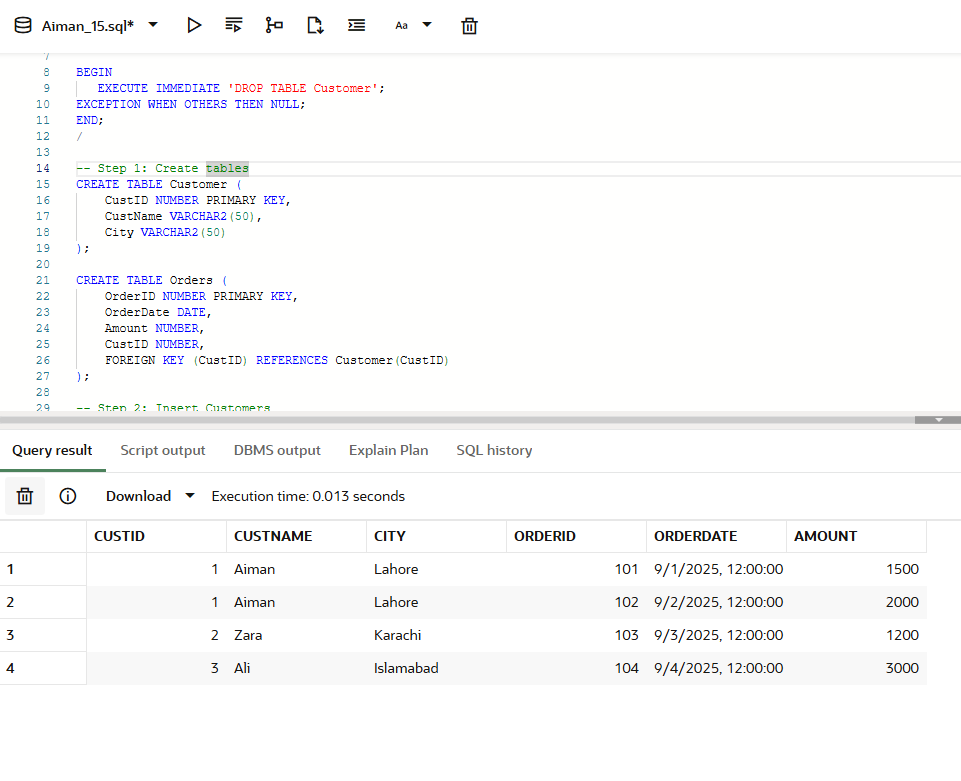 Aiman_15.sql*
Aa
7
8 BEGIN
9 EXECUTE IMMEDIATE 'DROP TABLE Customer';
10 EXCEPTION WHEN OTHERS THEN NULL;
11 END;
12 /
13
14 -- Step 1: Create tables
15 CREATE TABLE Customer (
16 CustID NUMBER PRIMARY KEY,
17 CustName VARCHAR2(50),
18 City VARCHAR2(50)
19 );
20
21 CREATE TABLE Orders (
22 OrderID NUMBER PRIMARY KEY,
23 OrderDate DATE,
24 Amount NUMBER,
25 CustID NUMBER,
26 FOREIGN KEY (CustID) REFERENCES Customer(CustID)
27 );
28
29 -- Step 2: Insert Customers
Query result Script output DBMS output Explain Plan SQL history
Download Execution time: 0.013 seconds
CUSTID CUSTNAME CITY ORDERID ORDERDATE AMOUNT
1 1 Aiman Lahore 101 9/1/2025, 12:00:00 1500
2 1 Aiman Lahore 102 9/2/2025, 12:00:00 2000
3 2 Zara Karachi 103 9/3/2025, 12:00:00 1200
4 3 Ali Islamabad 104 9/4/2025, 12:00:00 3000